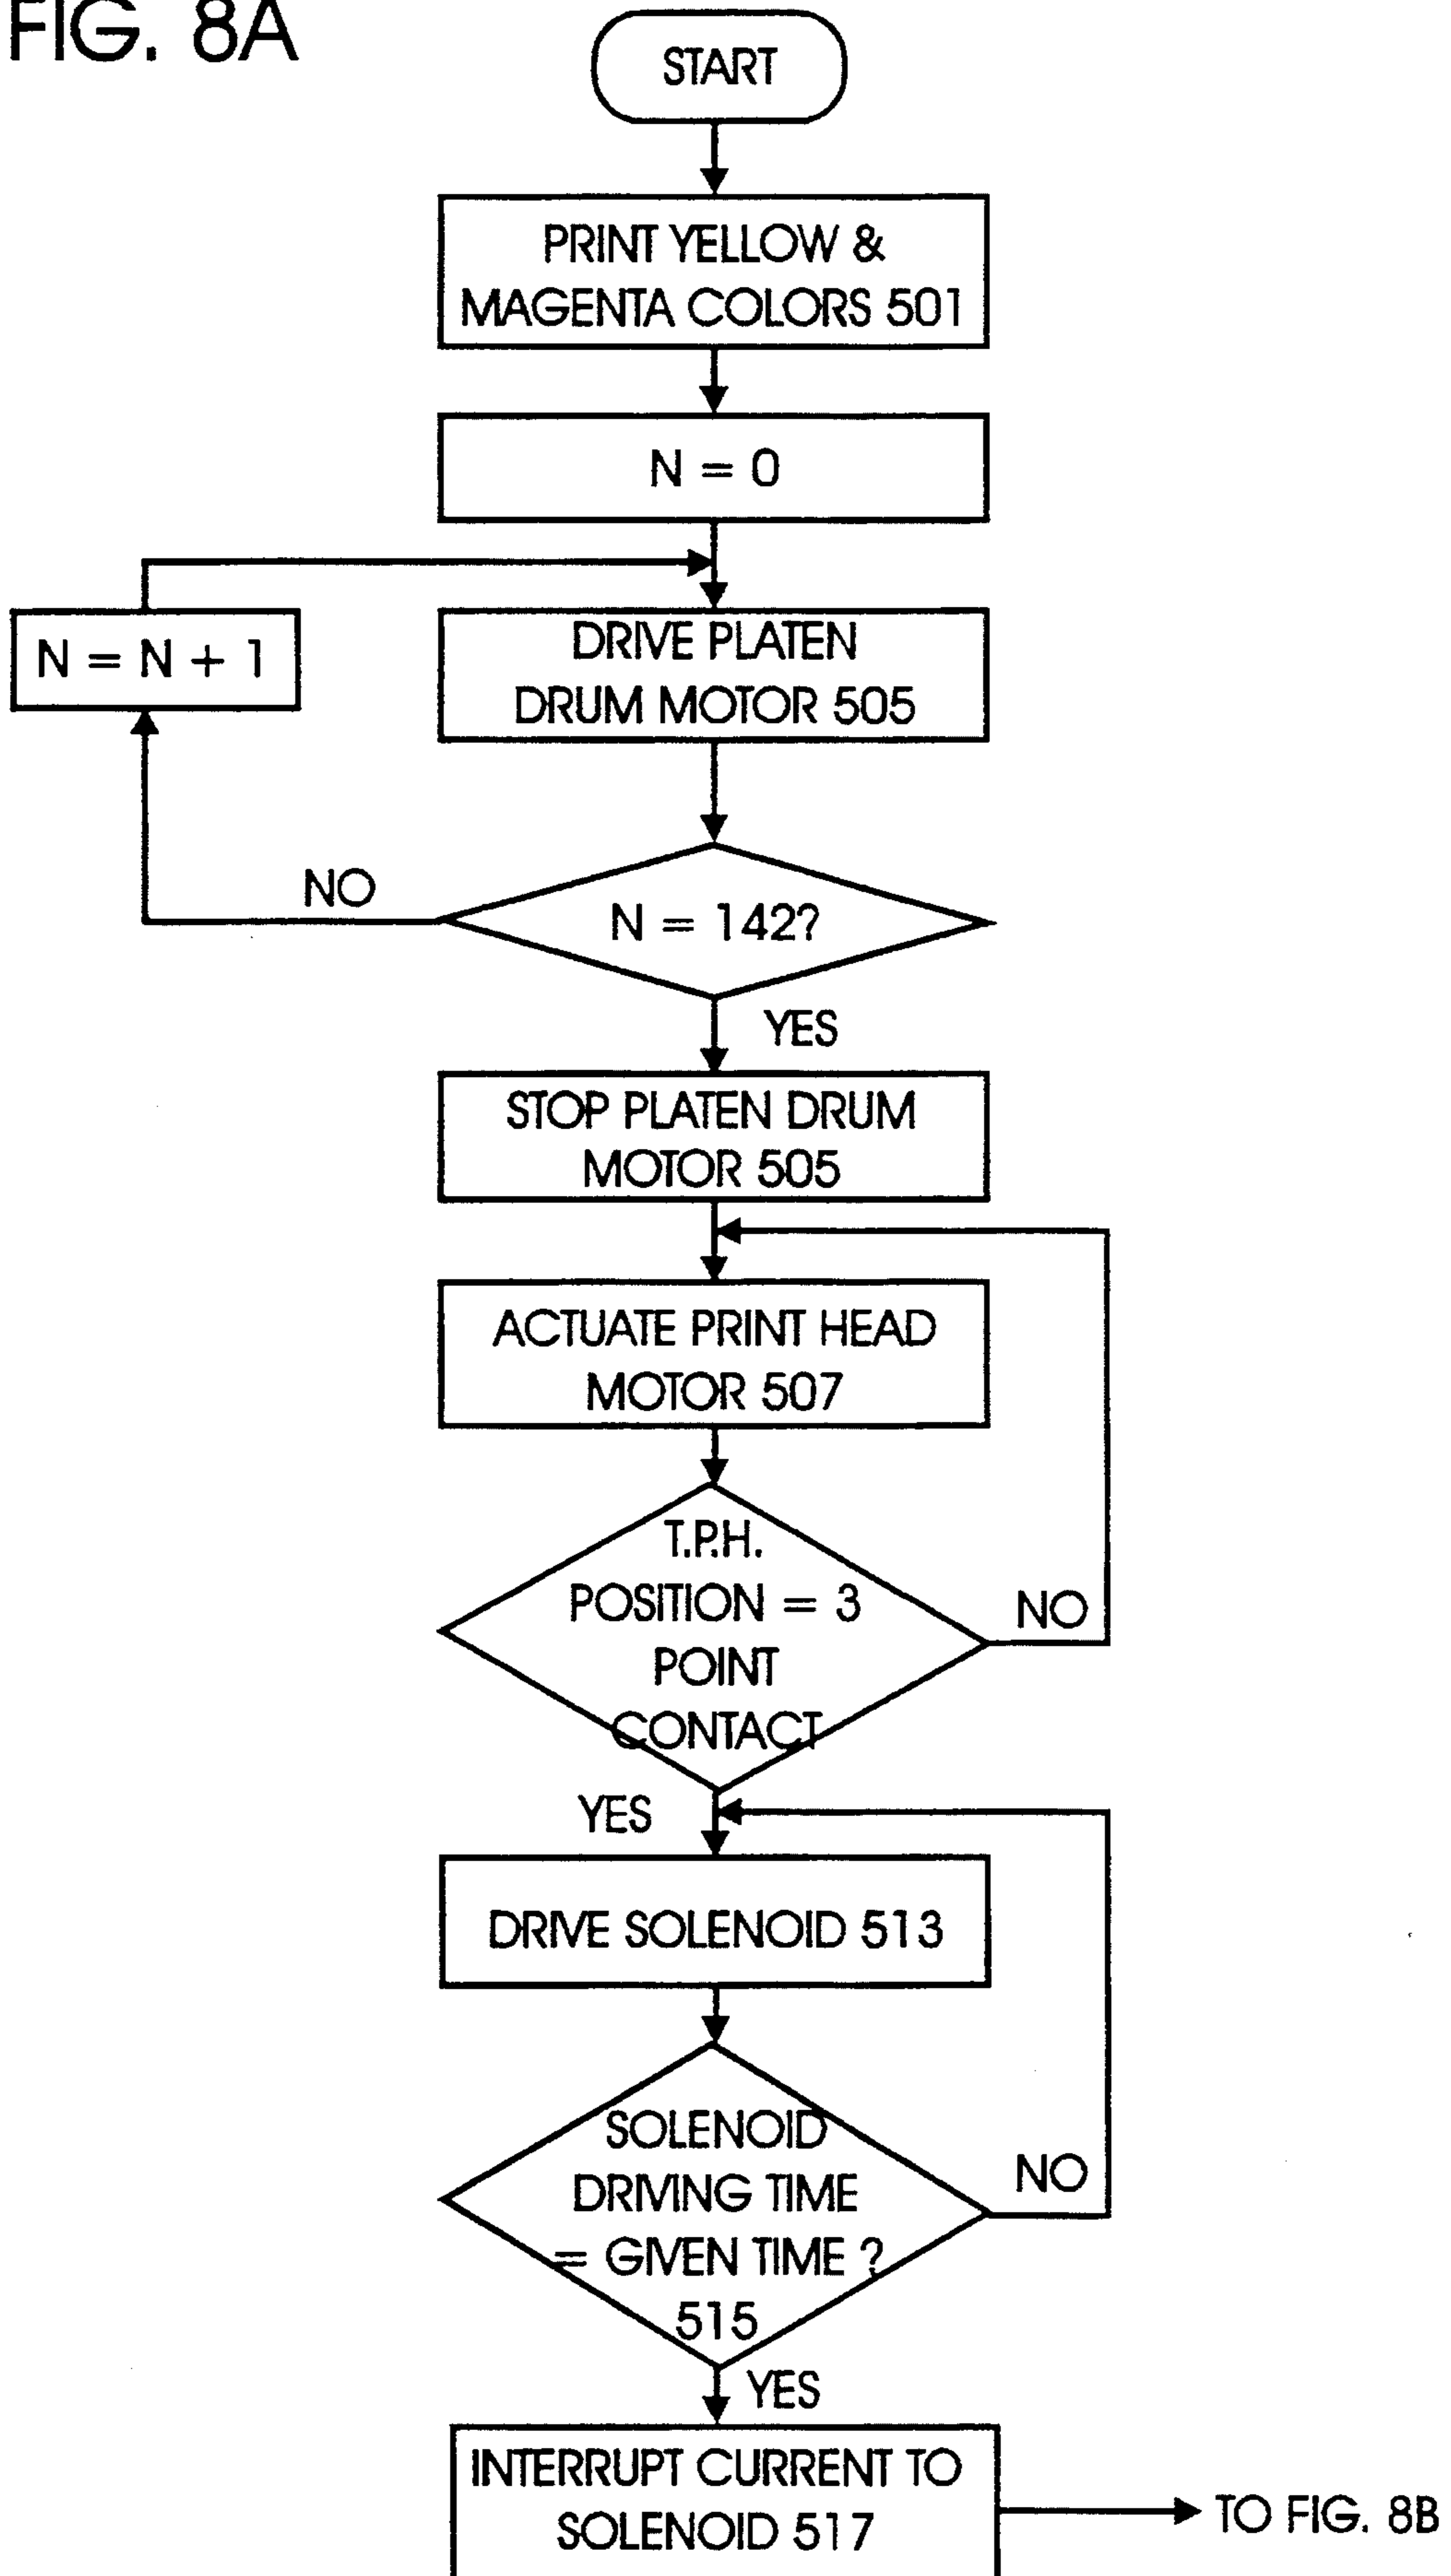 FIG. 8A
START
PRINT YELLOW &
MAGENTA COLORS 501
N = 0
N = N + 1
DRIVE PLATEN
DRUM MOTOR 505
NO
N = 142?
YES
STOP PLATEN DRUM
MOTOR 505
ACTUATE PRINT HEAD
MOTOR 507
T.P.H.
POSITION = 3
POINT
CONTACT
NO
YES
DRIVE SOLENOID 513
SOLENOID
DRIVING TIME
= GIVEN TIME ?
515
NO
YES
INTERRUPT CURRENT TO
SOLENOID 517
TO FIG. 8B